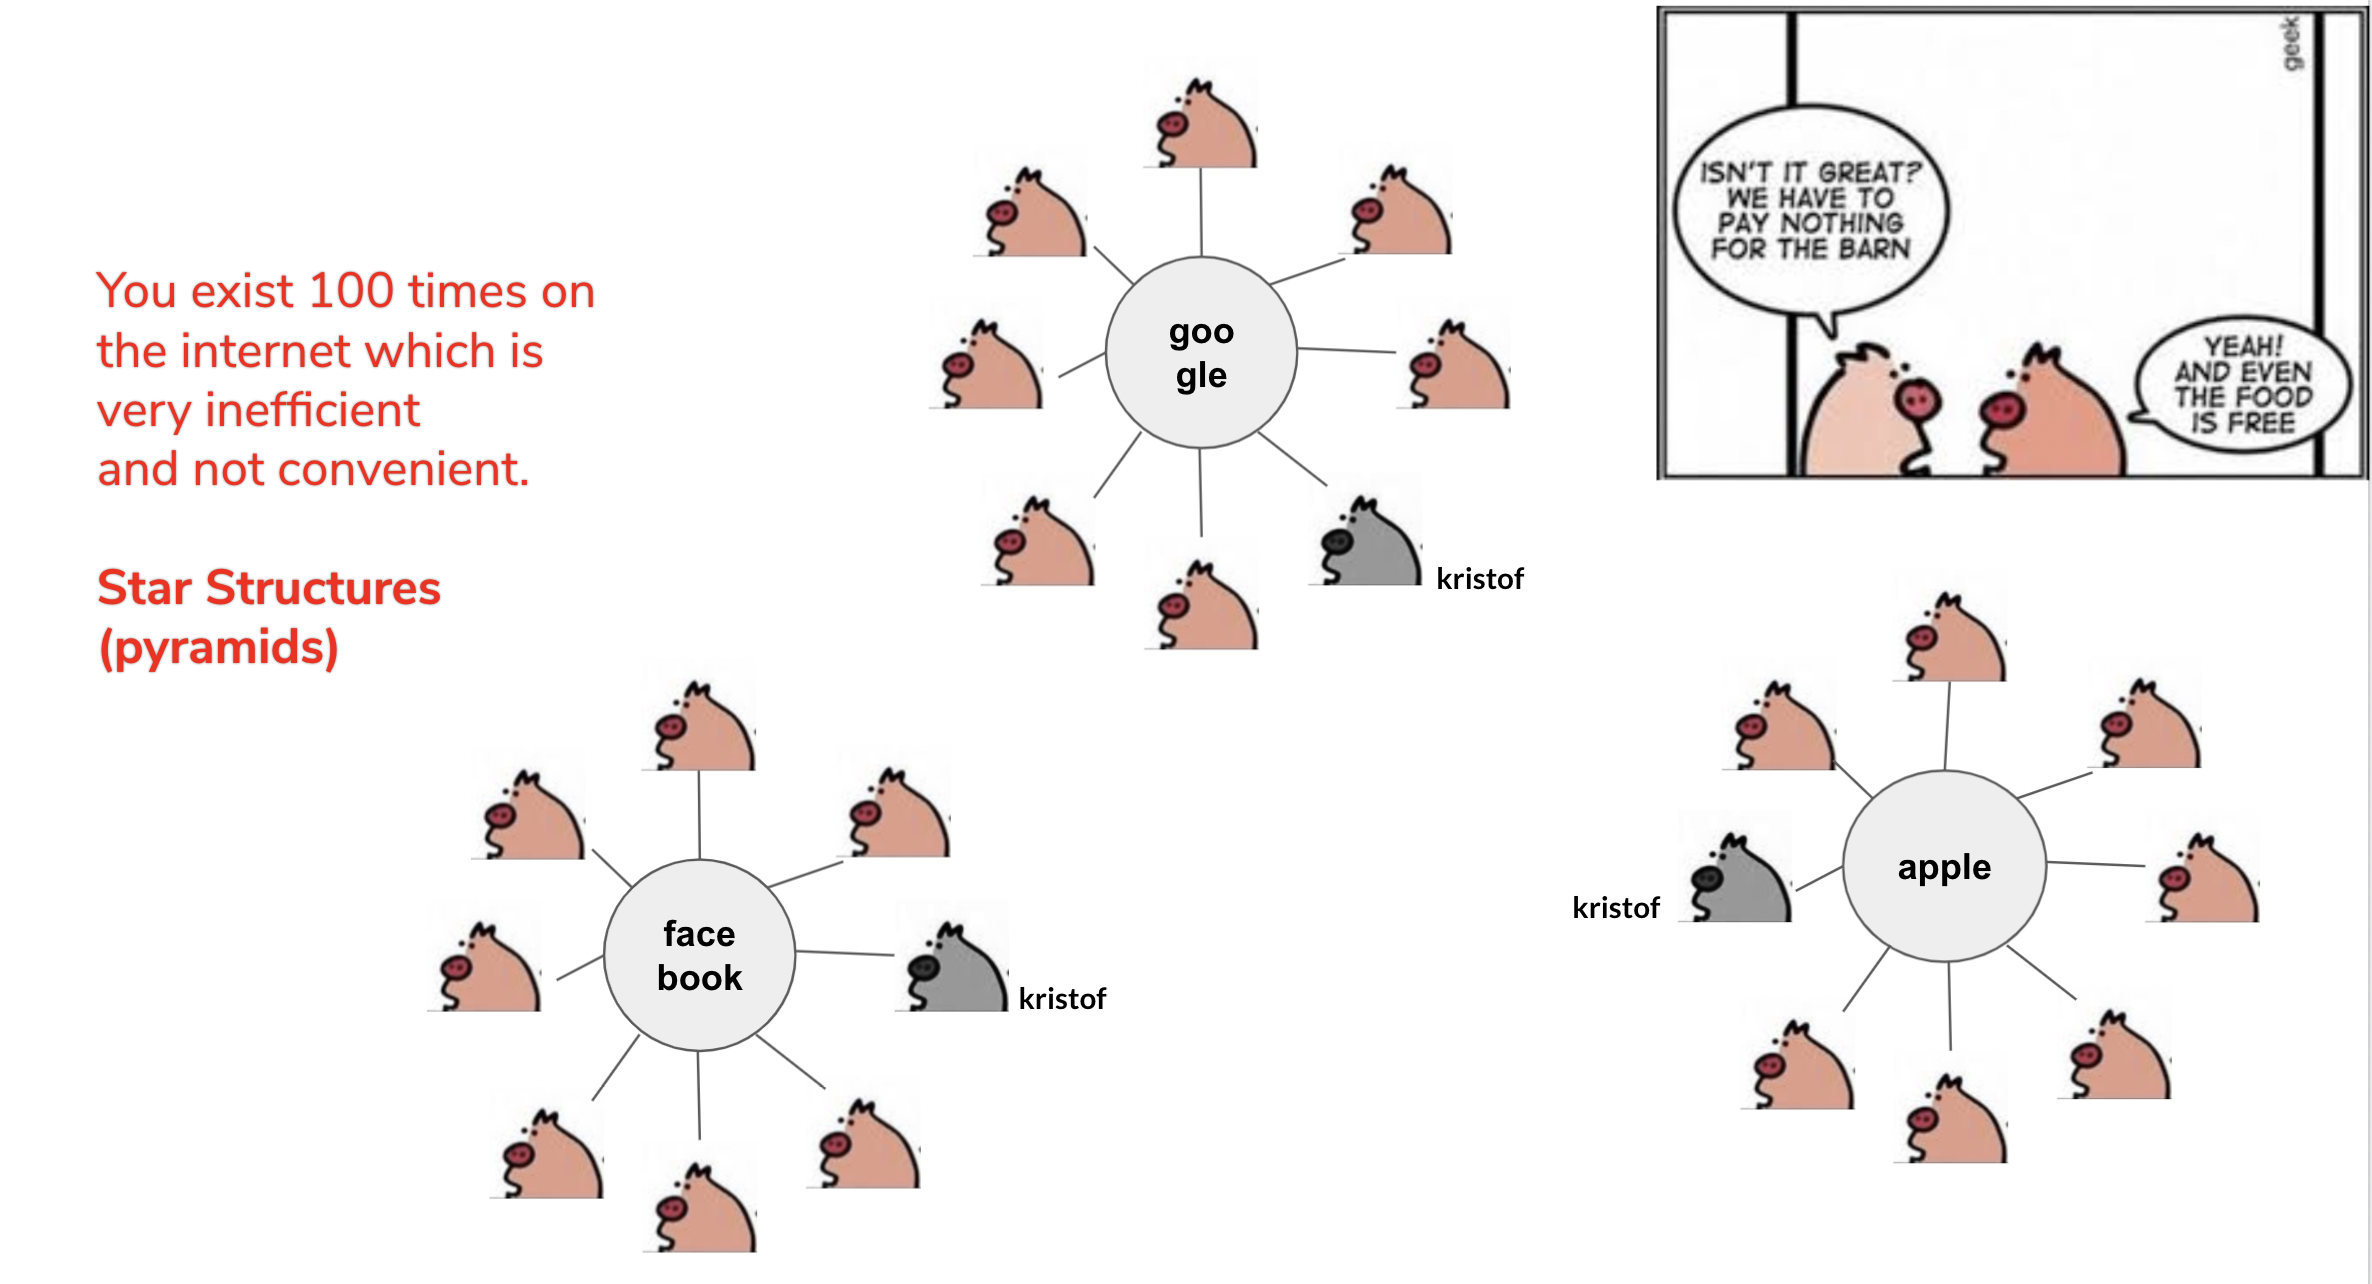 You exist 100 times on
the internet which is
very inefficient
and not convenient.
Star Structures
(pyramids)
goo
gle
kristof
geek
ISN'T IT GREAT?
WE HAVE TO
PAY NOTHING
FOR THE BARN
YEAH!
AND EVEN
THE FOOD
IS FREE
face
book
kristof
kristof
apple